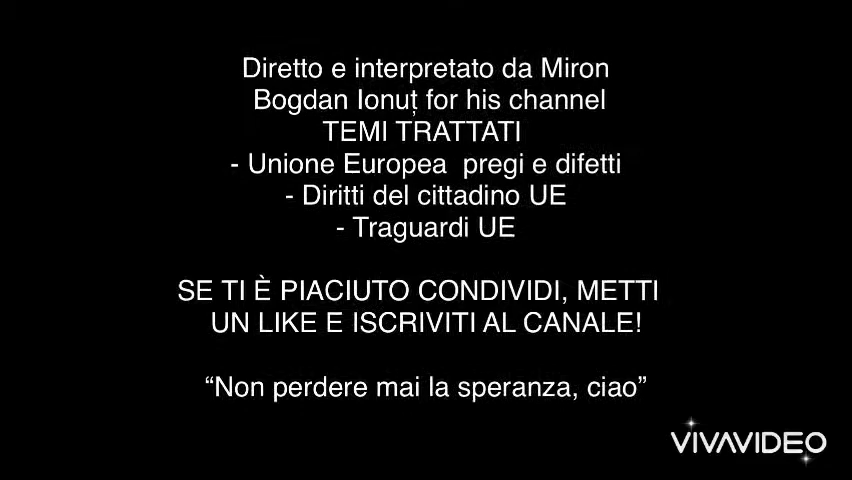 Diretto e interpretato da Miron
Bogdan Ionuț for his channel
TEMI TRATTATI
- Unione Europea  pregi e difetti
- Diritti del cittadino UE
- Traguardi UE
SE TI È PIACIUTO CONDIVIDI, METTI
UN LIKE E ISCRIVITI AL CANALE!
“Non perdere mai la speranza, ciao”
VIVAVIDEO